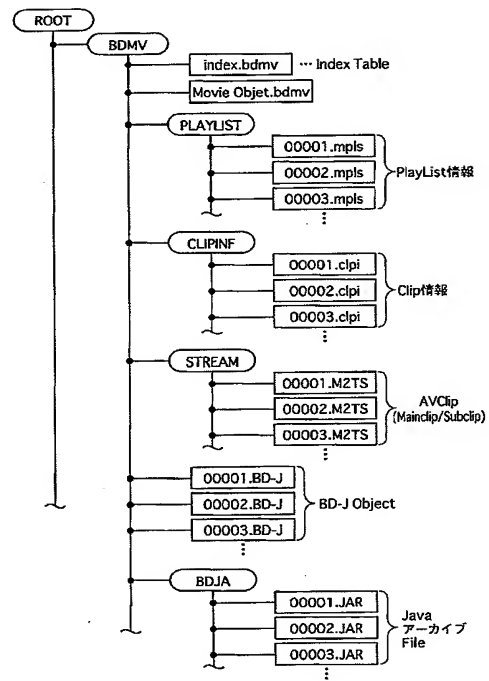 ROOT
BDMV
index.bdmv … Index Table
Movie Objet.bdmv
PLAYLIST
00001.mpls
00002.mpls PlayList情報
00003.mpls
CLIPINF
00001.clpi
00002.clpi Clip情報
00003.clpi
STREAM
00001.M2TS
00002.M2TS
00003.M2TS
AVClip
(Mainclip/Subclip)
00001.BD-J
00002.BD-J BD-J Object
00003.BD-J
BDJA
00001.JAR
00002.JAR
00003.JAR
Java
アーカイブ
File